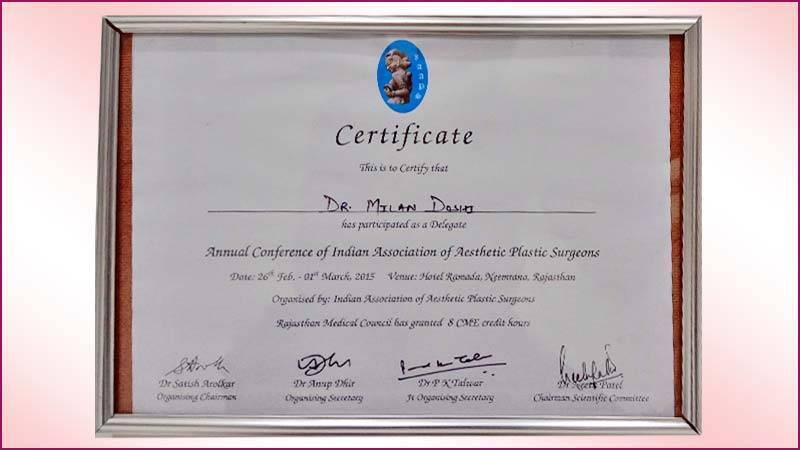 iaaps
Certificate
This is to Certify that
DR. MILAN DOSHI
has participated as a Delegate
Annual Conference of Indian Association of Aesthetic Plastic Surgeons
Date: 26th Feb. - 01st March, 2015 Venue: Hotel Ramada, Neemrana, Rajasthan
Organised by: Indian Association of Aesthetic Plastic Surgeons
Rajasthan Medical Council has granted 8 CME credit hours
Dr Satish Arolkar Dr Anup Dhir Dr P K Talwar Dr Neeta Patel
Organising Chairman Organising Secretary Jt Organising Secretary Chairman Scientific Committee